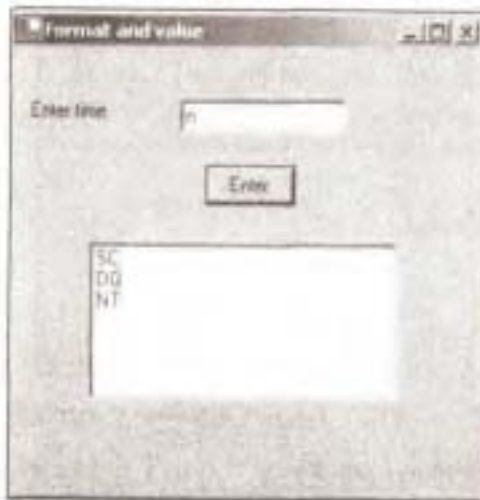 Format and value
Enter time
n
Enter
SC
DQ
NT